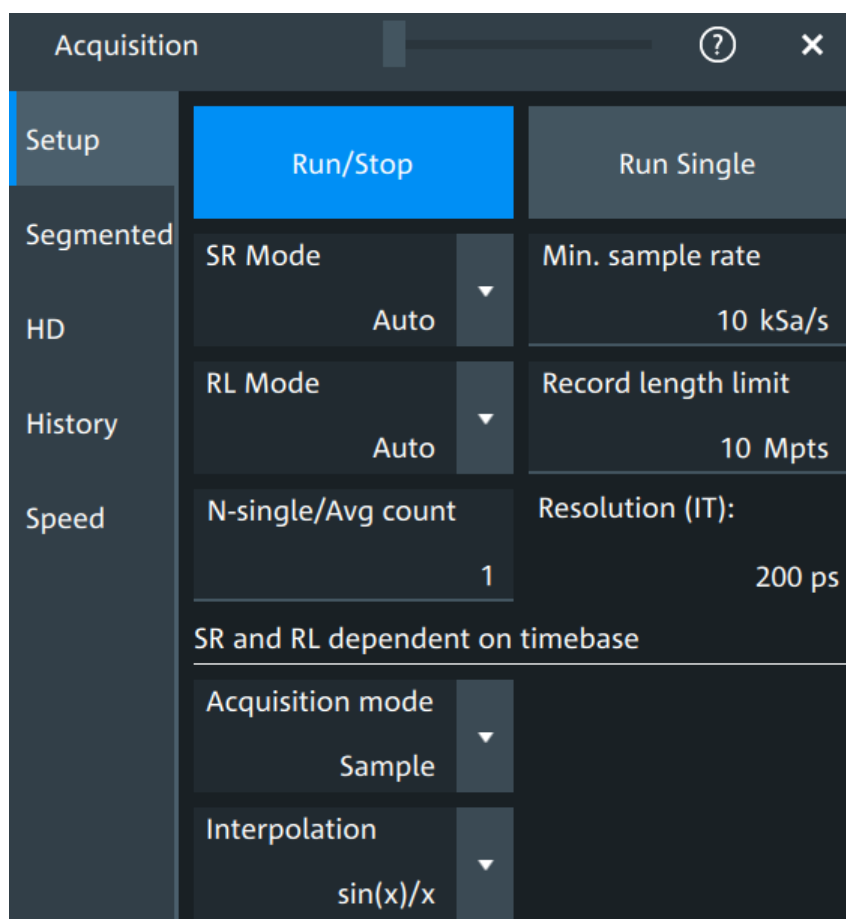 Acquisition
Setup
Run/Stop
Run Single
Segmented
SR Mode
Auto
Min. sample rate
10 kSa/s
HD
RL Mode
Auto
Record length limit
10 Mpts
History
Speed
N-single/Avg count
1
Resolution (IT):
200 ps
SR and RL dependent on timebase
Acquisition mode
Sample
Interpolation
sin(x)/x